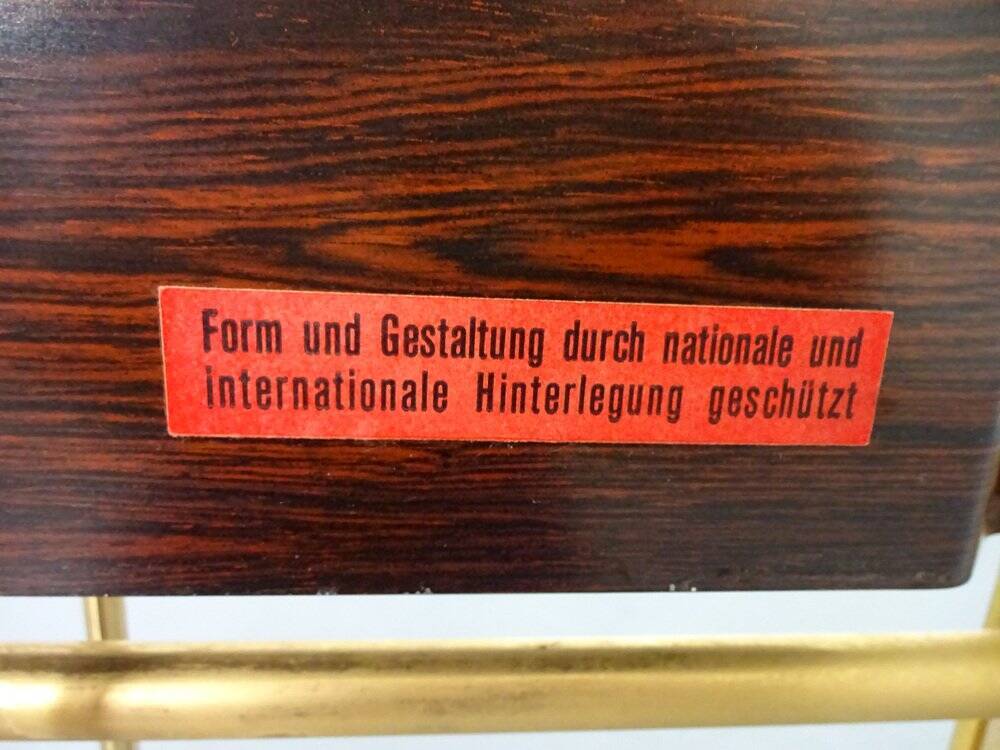 Form und Gestaltung durch nationale und
internationale Hinterlegung geschützt